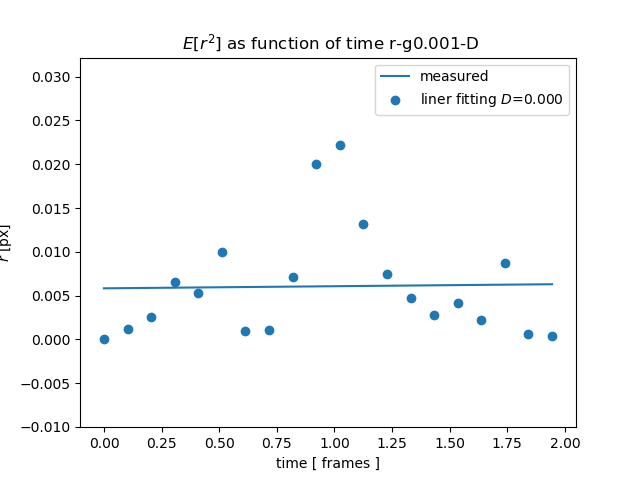 E[r²] as function of time r-g0.001-D
measured
liner fitting D=0.000
0.030
0.025
0.020
0.015
0.010
0.005
0.000
−0.005
−0.010
r [px]
0.00 0.25 0.50 0.75 1.00 1.25 1.50 1.75 2.00
time [ frames ]